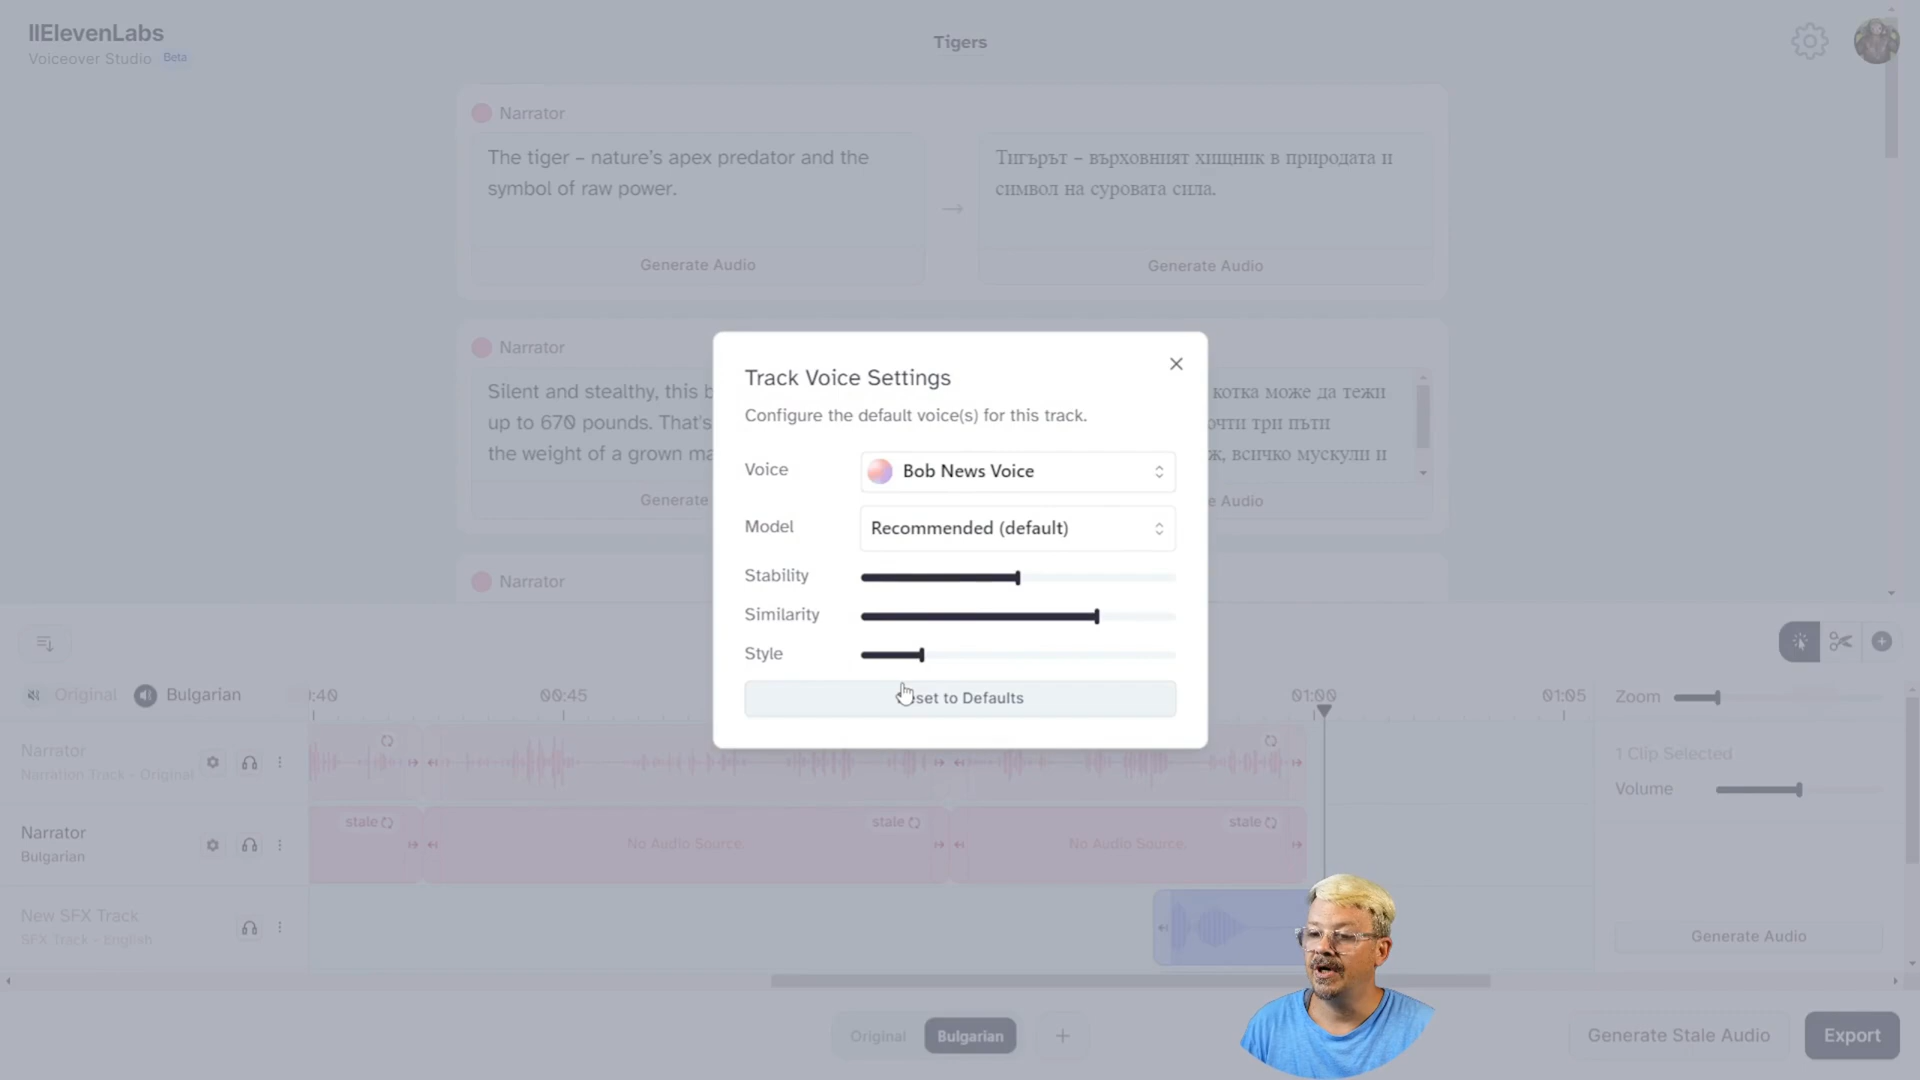 IIElevenLabs
Voiceover Studio Beta
Tigers
Narrator
The tiger – nature's apex predator and the
symbol of raw power.
Generate Audio
Тигърът – върховният хищник в природата и
символ на суровата сила.
Generate Audio
Narrator
Silent and stealthy, this b
up to 670 pounds. That's
the weight of a grown ma
Generate
котка може да тежи
очти три пъти
ж, всичко мускули и
e Audio
Narrator
Track Voice Settings
Configure the default voice(s) for this track.
Voice
Bob News Voice
Model
Recommended (default)
Stability
Similarity
Style
set to Defaults
Original
Bulgarian
:40
00:45
01:00
01:05
Zoom
Narrator
Narration Track - Original
1 Clip Selected
Volume
Narrator
Bulgarian
stale
No Audio Source.
stale
No Audio Source.
stale
New SFX Track
SFX Track - English
Generate Audio
Original
Bulgarian
Generate Stale Audio
Export